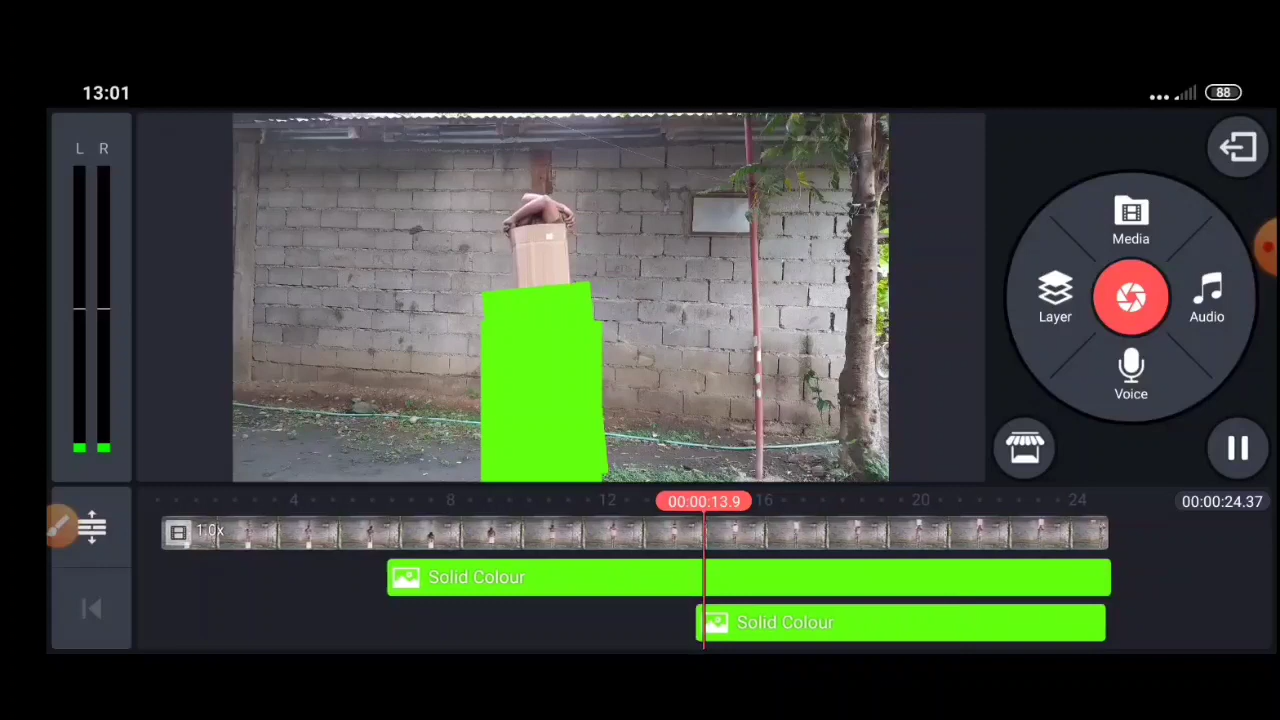 13:01
88
L R
Media
Layer
Audio
Voice
4 8 12 00:00:13.9 16 20 24 00:00:24.37
1.0x
Solid Colour
Solid Colour